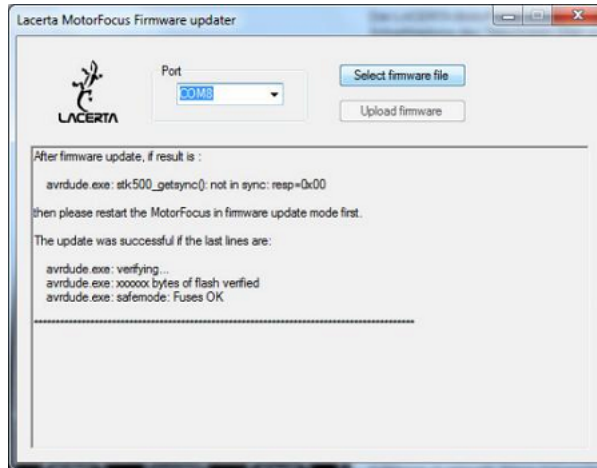 Lacerta MotorFocus Firmware updater
Port
COM8
Select firmware file
Upload firmware
LACERTA
After firmware update, if result is :
avrdude.exe: stk500_getsync(): not in sync: resp=0x00
then please restart the MotorFocus in firmware update mode first.
The update was successful if the last lines are:
avrdude.exe: verifying...
avrdude.exe: xxxxxx bytes of flash verified
avrdude.exe: safemode: Fuses OK